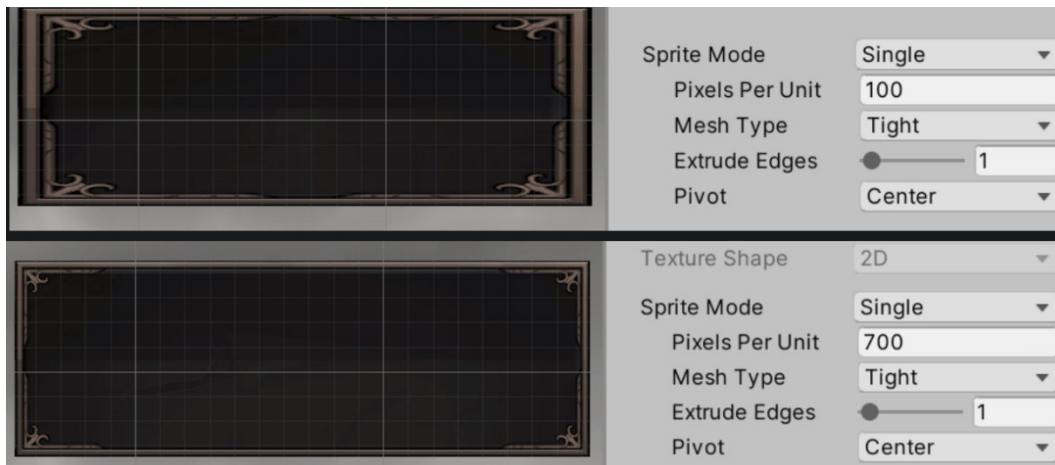 Sprite Mode Single
Pixels Per Unit 100
Mesh Type Tight
Extrude Edges 1
Pivot Center
Texture Shape 2D
Sprite Mode Single
Pixels Per Unit 700
Mesh Type Tight
Extrude Edges 1
Pivot Center